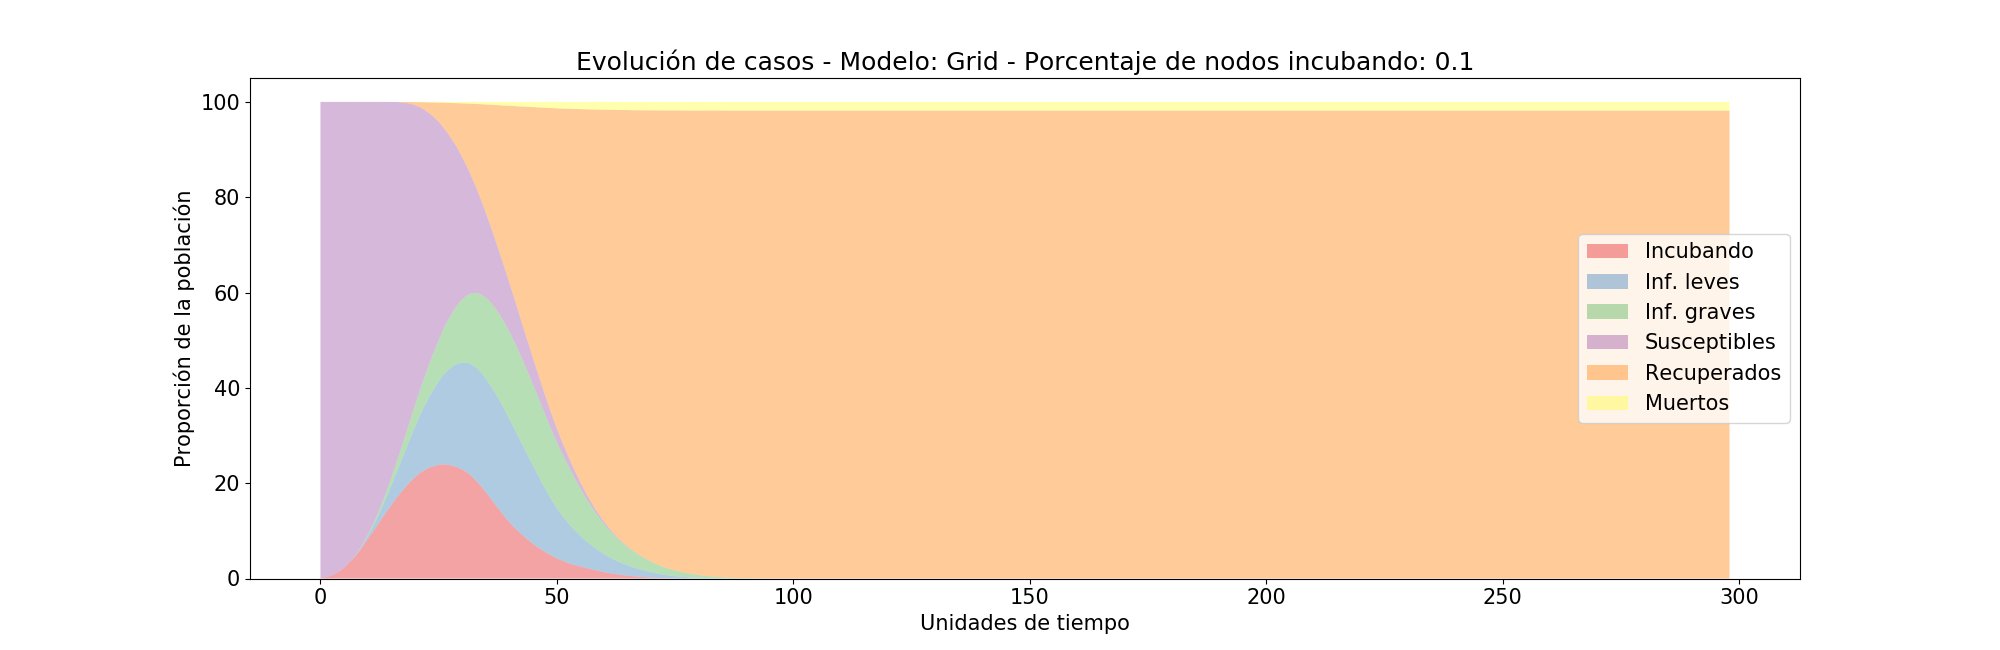 Evolución de casos - Modelo: Grid - Porcentaje de nodos incubando: 0.1
Proporción de la población
100
80
60
40
20
0
Incubando
Inf. leves
Inf. graves
Susceptibles
Recuperados
Muertos
0 50 100 150 200 250 300
Unidades de tiempo